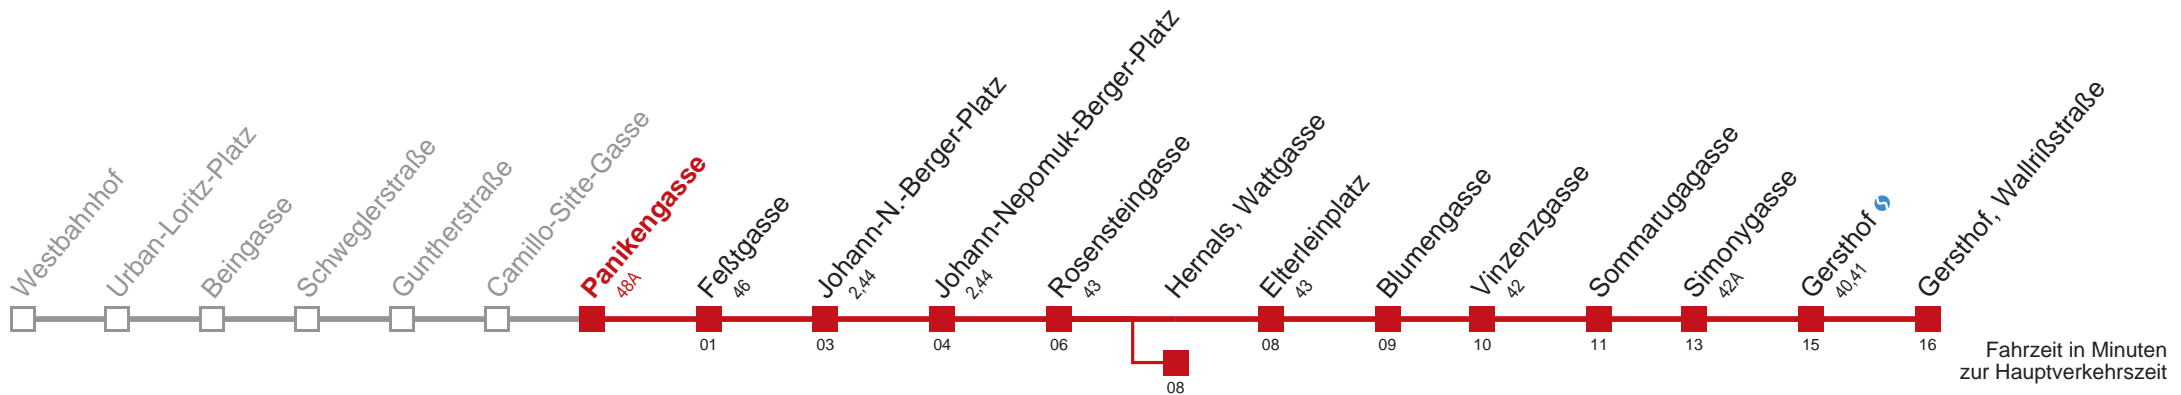 Westbahnhof
Urban-Loritz-Platz
Beingasse
Schweglerstraße
Guntherstraße
Camillo-Sitte-Gasse
Panikengasse
48A
Feßtgasse
46
01
Johann-N.-Berger-Platz
2,44
03
Johann-Nepomuk-Berger-Platz
2,44
04
Rosensteingasse
43
06
Hernals, Wattgasse
08
Elterleinplatz
43
08
Blumengasse
09
Vinzenzgasse
42
10
Sommarugagasse
11
Simonygasse
42A
13
Gersthof
40,41
15
Gersthof, Wallrißstraße
16
Fahrzeit in Minuten
zur Hauptverkehrszeit